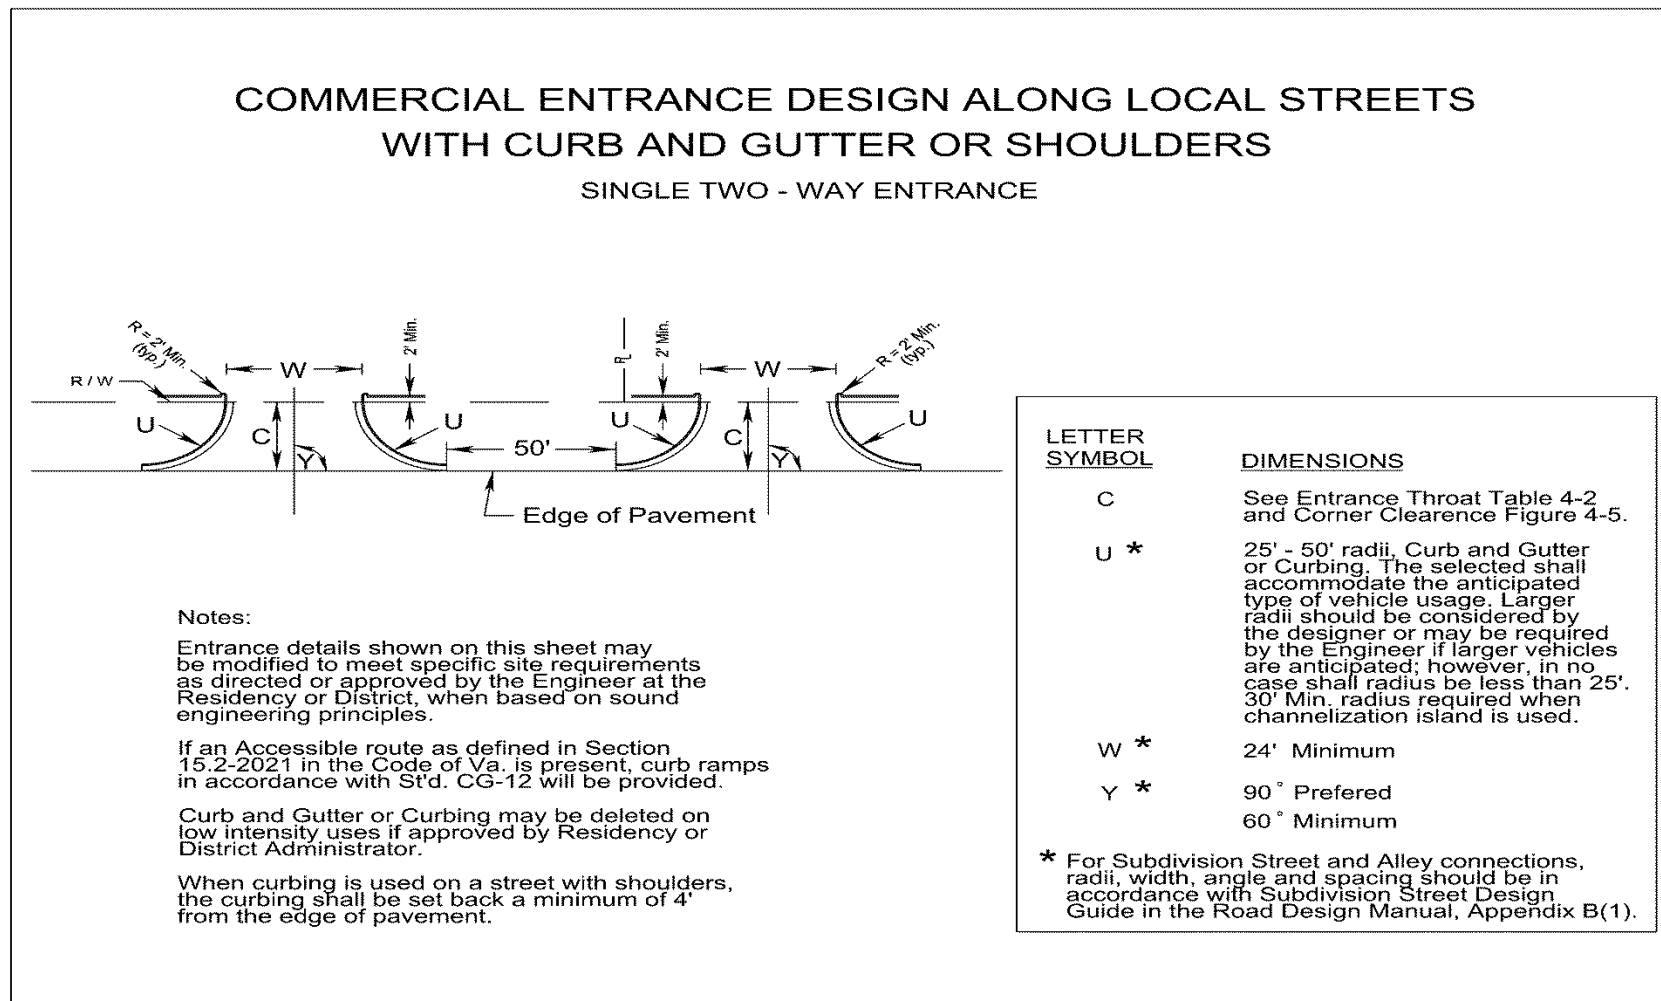 COMMERCIAL ENTRANCE DESIGN ALONG LOCAL STREETS
WITH CURB AND GUTTER OR SHOULDERS
SINGLE TWO - WAY ENTRANCE
R = 2' Min.
(typ.)
R / W
W
2' Min.
U
C
Y
U
50'
PL
2' Min.
W
R = 2' Min.
(typ.)
U
C
Y
U
Edge of Pavement
Notes:
Entrance details shown on this sheet may
be modified to meet specific site requirements
as directed or approved by the Engineer at the
Residency or District, when based on sound
engineering principles.
If an Accessible route as defined in Section
15.2-2021 in the Code of Va. is present, curb ramps
in accordance with St'd. CG-12 will be provided.
Curb and Gutter or Curbing may be deleted on
low intensity uses if approved by Residency or
District Administrator.
When curbing is used on a street with shoulders,
the curbing shall be set back a minimum of 4'
from the edge of pavement.
LETTER
SYMBOL
DIMENSIONS
C
See Entrance Throat Table 4-2
and Corner Clearence Figure 4-5.
U *
25' - 50' radii, Curb and Gutter
or Curbing. The selected shall
accommodate the anticipated
type of vehicle usage. Larger
radii should be considered by
the designer or may be required
by the Engineer if larger vehicles
are anticipated; however, in no
case shall radius be less than 25'.
30' Min. radius required when
channelization island is used.
W *
24' Minimum
Y *
90° Prefered
60° Minimum
* For Subdivision Street and Alley connections,
radii, width, angle and spacing should be in
accordance with Subdivision Street Design
Guide in the Road Design Manual, Appendix B(1).